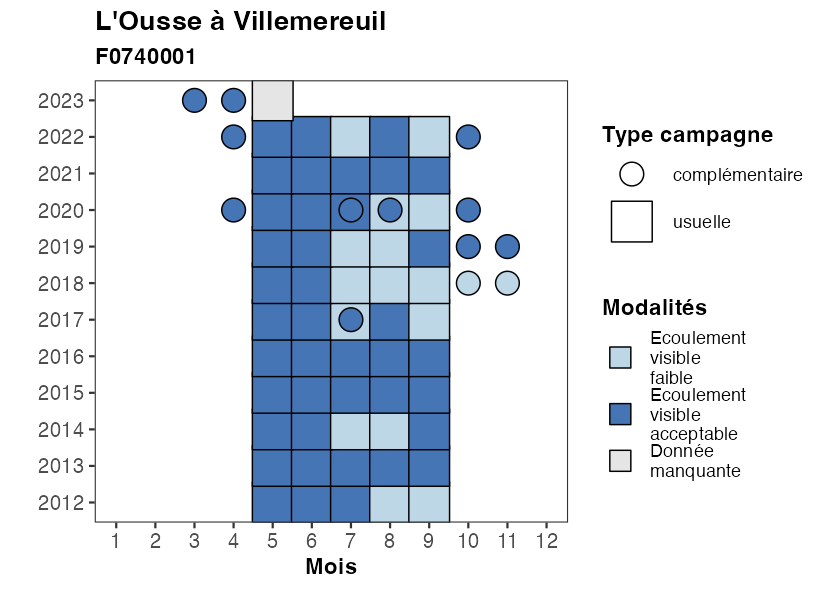 L'Ousse à Villemereuil
F0740001
2023
2022
2021
2020
2019
2018
2017
2016
2015
2014
2013
2012
1 2 3 4 5 6 7 8 9 10 11 12
Mois
Type campagne
complémentaire
usuelle
Modalités
Ecoulement
visible
faible
Ecoulement
visible
acceptable
Donnée
manquante